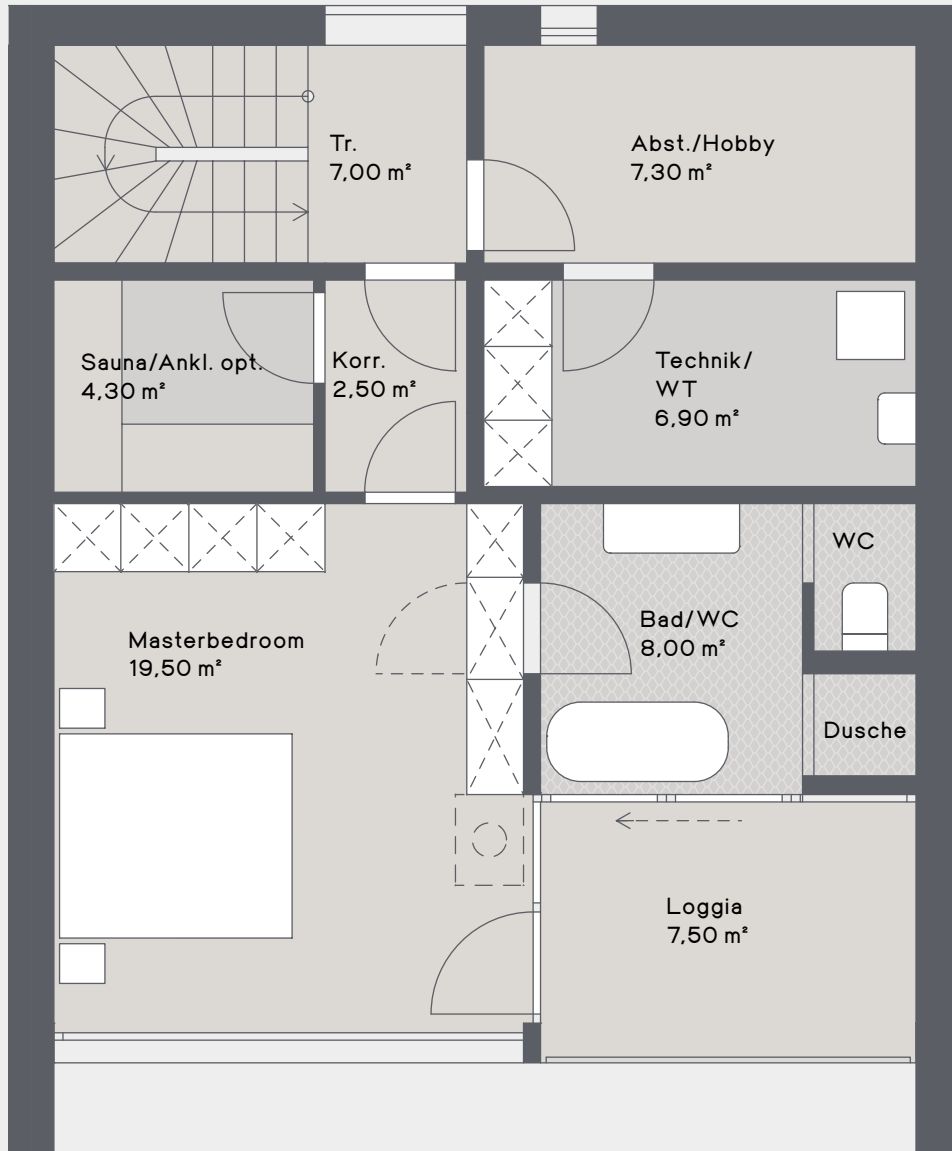 Tr.
7,00 m²
Abst./Hobby
7,30 m²
Sauna/Ankl. opt.
4,30 m²
Korr.
2,50 m²
Technik/
WT
6,90 m²
WC
Bad/WC
8,00 m²
Masterbedroom
19,50 m²
Dusche
Loggia
7,50 m²